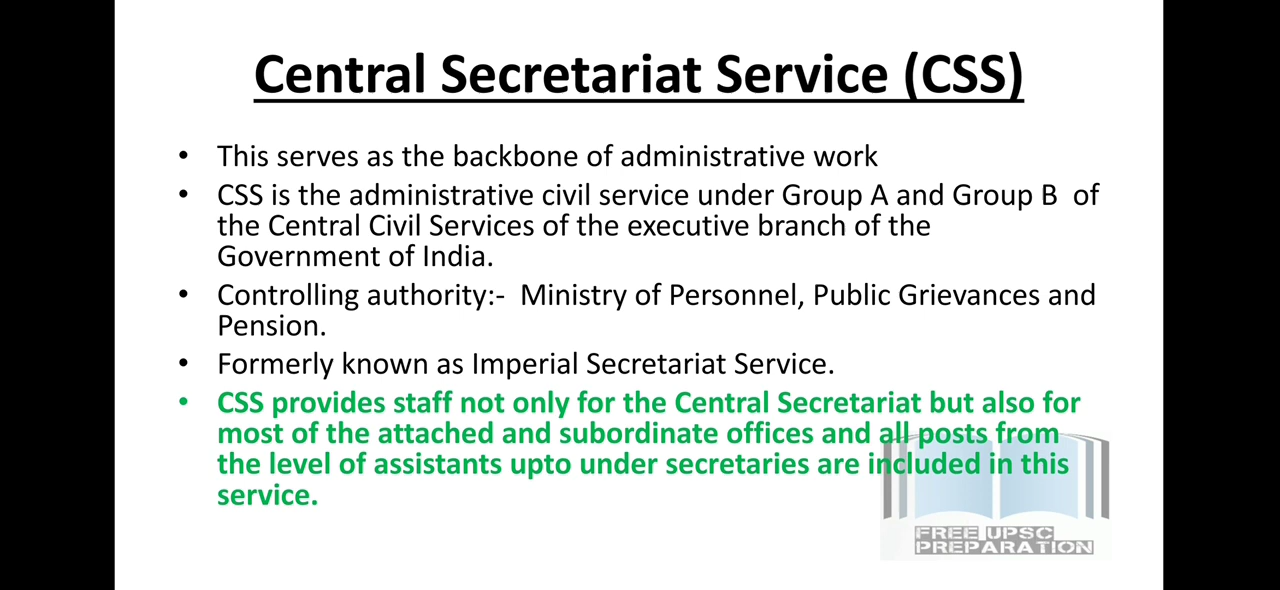 Central Secretariat Service (CSS)
• This serves as the backbone of administrative work
• CSS is the administrative civil service under Group A and Group B of
the Central Civil Services of the executive branch of the
Government of India.
• Controlling authority:- Ministry of Personnel, Public Grievances and
Pension.
• Formerly known as Imperial Secretariat Service.
• CSS provides staff not only for the Central Secretariat but also for
most of the attached and subordinate offices and all posts from
the level of assistants upto under secretaries are included in this
service.
FREE UPSC
PREPARATION